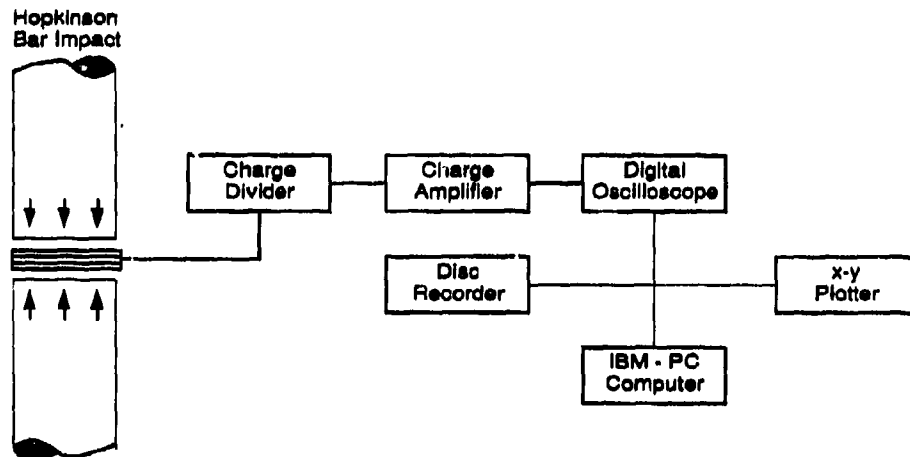 Hopkinson
Bar Impact
Charge
Divider
Charge
Amplifier
Digital
Oscilloscope
Disc
Recorder
x-y
Plotter
IBM - PC
Computer